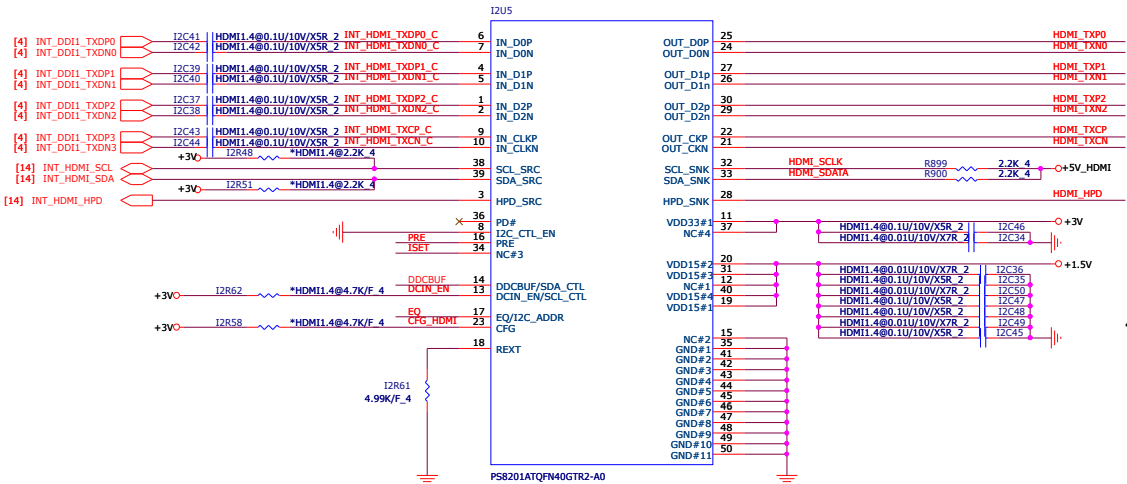 I2U5
[4] INT_DDI1_TXDP0 I2C41 HDMI1.4@0.1U/10V/X5R_2 INT_HDMI_TXDP0_C 6 IN_D0P OUT_D0P 25 HDMI_TXP0
[4] INT_DDI1_TXDN0 I2C42 HDMI1.4@0.1U/10V/X5R_2 INT_HDMI_TXDN0_C 7 IN_D0N OUT_D0N 24 HDMI_TXN0
[4] INT_DDI1_TXDP1 I2C39 HDMI1.4@0.1U/10V/X5R_2 INT_HDMI_TXDP1_C 4 IN_D1P OUT_D1p 27 HDMI_TXP1
[4] INT_DDI1_TXDN1 I2C40 HDMI1.4@0.1U/10V/X5R_2 INT_HDMI_TXDN1_C 5 IN_D1N OUT_D1n 26 HDMI_TXN1
[4] INT_DDI1_TXDP2 I2C37 HDMI1.4@0.1U/10V/X5R_2 INT_HDMI_TXDP2_C 1 IN_D2P OUT_D2p 30 HDMI_TXP2
[4] INT_DDI1_TXDN2 I2C38 HDMI1.4@0.1U/10V/X5R_2 INT_HDMI_TXDN2_C 2 IN_D2N OUT_D2n 29 HDMI_TXN2
[4] INT_DDI1_TXDP3 I2C43 HDMI1.4@0.1U/10V/X5R_2 INT_HDMI_TXCP_C 9 IN_CLKP OUT_CKP 22 HDMI_TXCP
[4] INT_DDI1_TXDN3 I2C44 HDMI1.4@0.1U/10V/X5R_2 INT_HDMI_TXCN_C 10 IN_CLKN OUT_CKN 21 HDMI_TXCN
+3V I2R48 *HDMI1.4@2.2K_4
[14] INT_HDMI_SCL 38 SCL_SRC SCL_SNK 32 HDMI_SCLK R899 2.2K_4 +5V_HDMI
[14] INT_HDMI_SDA 39 SDA_SRC SDA_SNK 33 HDMI_SDATA R900 2.2K_4
+3V I2R51 *HDMI1.4@2.2K_4
[14] INT_HDMI_HPD 3 HPD_SRC HPD_SNK 28 HDMI_HPD
36 PD# VDD33#1 11 +3V
8 I2C_CTL_EN NC#4 37 HDMI1.4@0.1U/10V/X5R_2 I2C46
PRE 16 PRE HDMI1.4@0.01U/10V/X7R_2 I2C34
ISET 34 NC#3
VDD15#2 20 +1.5V
VDD15#3 31 HDMI1.4@0.01U/10V/X7R_2 I2C36
DDCBUF 14 DDCBUF/SDA_CTL NC#1 12 HDMI1.4@0.1U/10V/X5R_2 I2C35
+3V I2R62 *HDMI1.4@4.7K/F_4 DCIN_EN 13 DCIN_EN/SCL_CTL VDD15#4 40 HDMI1.4@0.01U/10V/X7R_2 I2C50
VDD15#1 19 HDMI1.4@0.1U/10V/X5R_2 I2C47
EQ 17 EQ/I2C_ADDR HDMI1.4@0.1U/10V/X5R_2 I2C48
+3V I2R58 *HDMI1.4@4.7K/F_4 CFG_HDMI 23 CFG HDMI1.4@0.01U/10V/X7R_2 I2C49
HDMI1.4@0.1U/10V/X5R_2 I2C45
18 REXT NC#2 15
GND#1 35
GND#2 41
GND#3 42
GND#4 43
I2R61 GND#5 44
4.99K/F_4 GND#6 45
GND#7 46
GND#8 47
GND#9 48
GND#10 49
GND#11 50
PS8201ATQFN40GTR2-A0